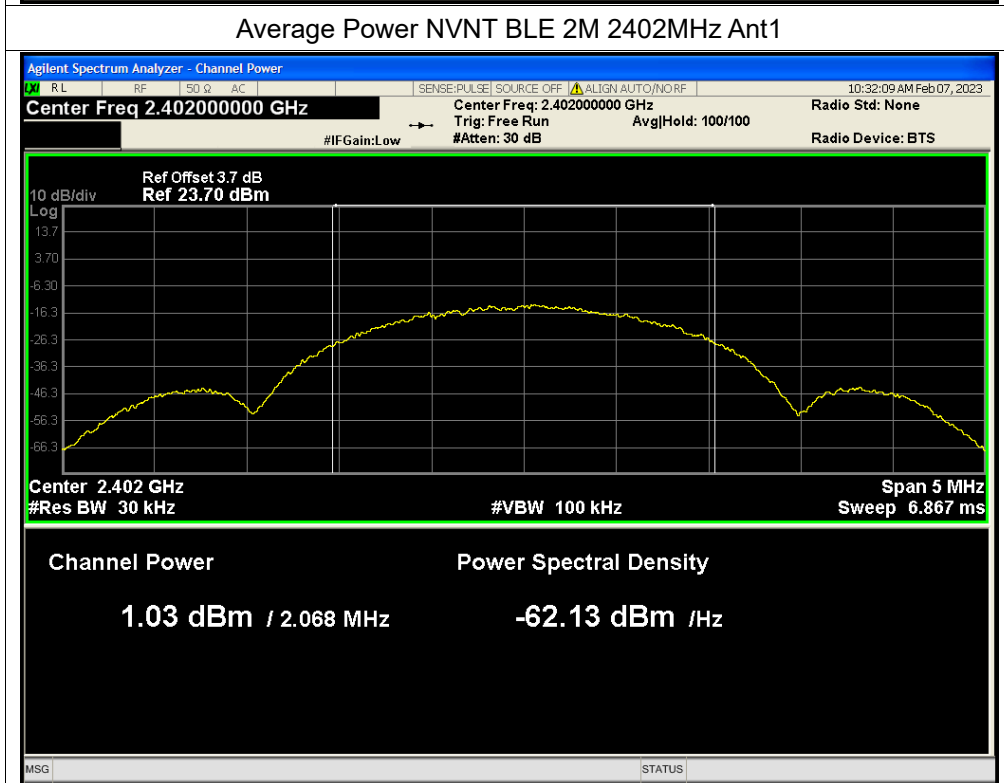 Average Power NVNT BLE 2M 2402MHz Ant1
Agilent Spectrum Analyzer - Channel Power
LXI RL RF 50 Ω AC SENSE:PULSE SOURCE OFF ALIGN AUTO/NO RF 10:32:09 AM Feb 07, 2023
Center Freq 2.402000000 GHz Center Freq: 2.402000000 GHz Radio Std: None
Trig: Free Run Avg|Hold: 100/100
#IFGain:Low #Atten: 30 dB Radio Device: BTS
Ref Offset 3.7 dB
10 dB/div Ref 23.70 dBm
Log
13.7
3.70
-6.30
-16.3
-26.3
-36.3
-46.3
-56.3
-66.3
Center 2.402 GHz Span 5 MHz
#Res BW 30 kHz #VBW 100 kHz Sweep 6.867 ms
Channel Power Power Spectral Density
1.03 dBm / 2.068 MHz -62.13 dBm /Hz
MSG STATUS